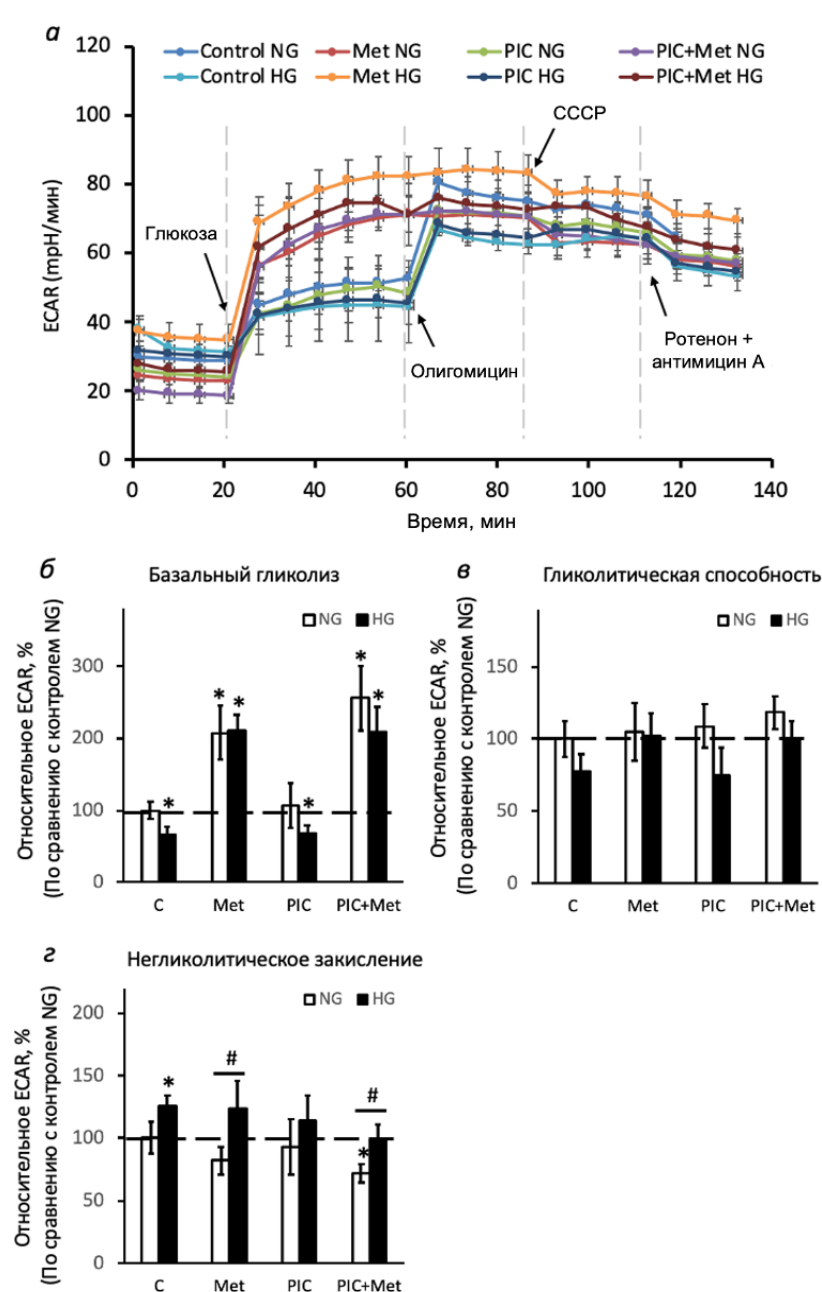 а
120
Control NG
Met NG
PIC NG
PIC+Met NG
Control HG
Met HG
PIC HG
PIC+Met HG
100
80
60
40
20
0
ECAR (mpH/мин)
Глюкоза
Олигомицин
CCCP
Ротенон +
антимицин А
0 20 40 60 80 100 120 140
Время, мин
б
Базальный гликолиз
NG HG
Относительное ECAR, %
(По сравнению с контролем NG)
300
200
100
0
* * * * * *
C Met PIC PIC+Met
в
Гликолитическая способность
NG HG
Относительное ECAR, %
(По сравнению с контролем NG)
150
100
50
0
C Met PIC PIC+Met
г
Негликолитическое закисление
NG HG
Относительное ECAR, %
(По сравнению с контролем NG)
200
150
100
50
0
* # # *
C Met PIC PIC+Met